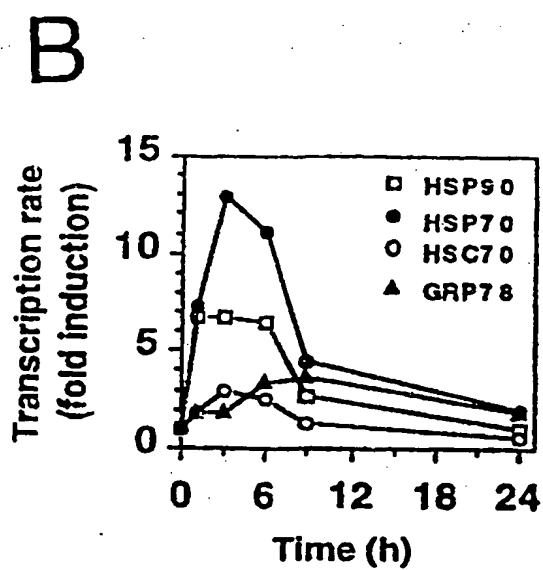 B
Transcription rate
(fold induction)
15
10
5
0
HSP90
HSP70
HSC70
GRP78
0 6 12 18 24
Time (h)